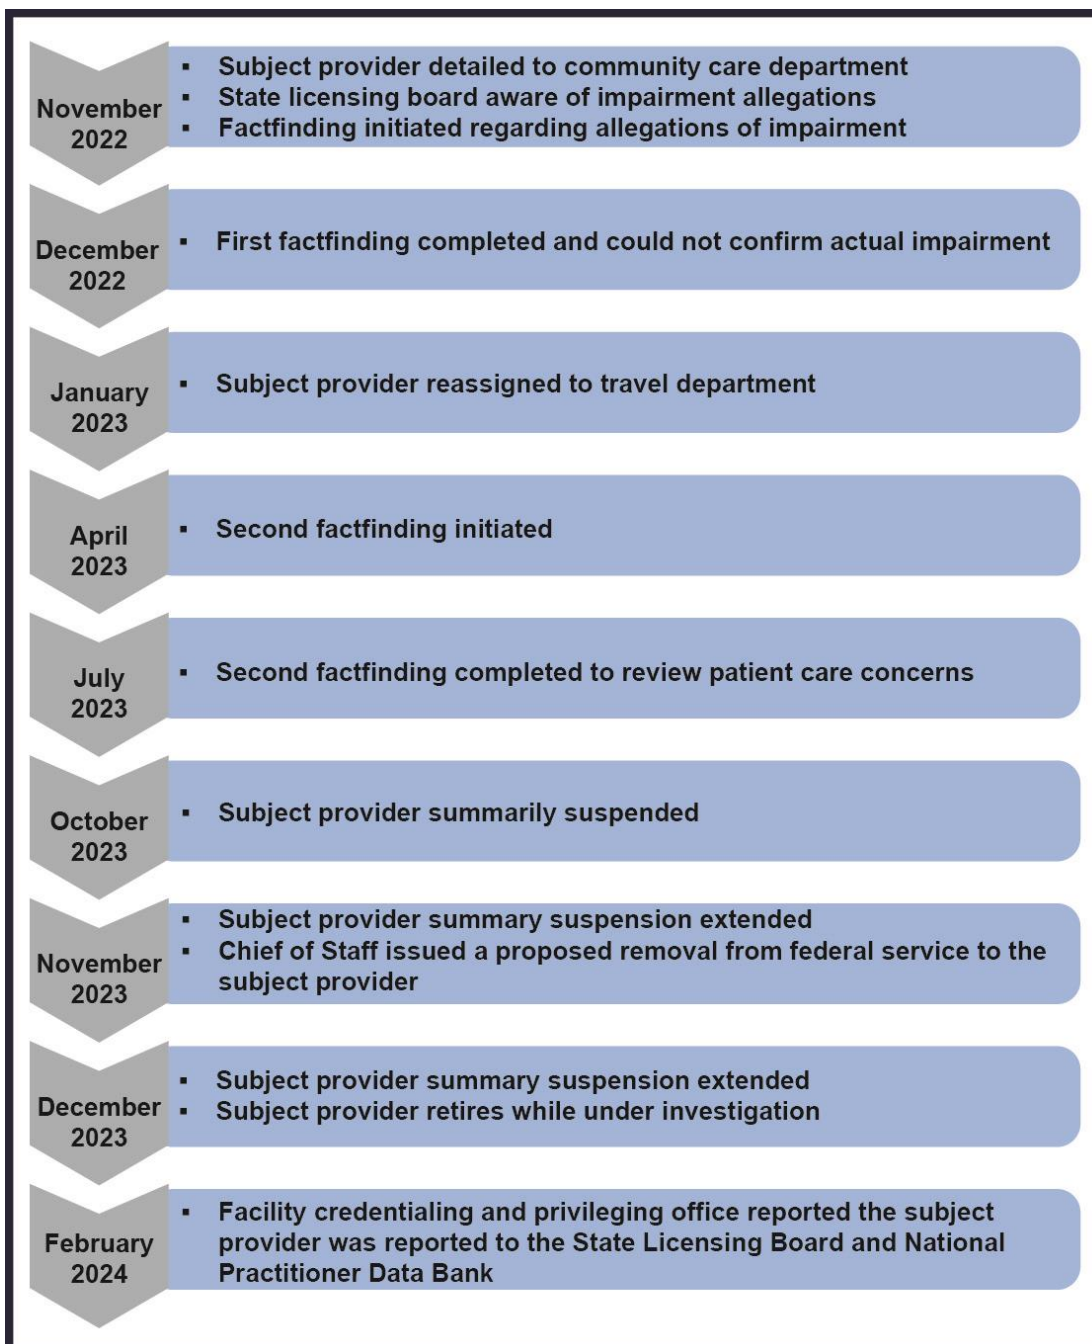 November
2022
▪ Subject provider detailed to community care department
▪ State licensing board aware of impairment allegations
▪ Factfinding initiated regarding allegations of impairment
December
2022
▪ First factfinding completed and could not confirm actual impairment
January
2023
▪ Subject provider reassigned to travel department
April
2023
▪ Second factfinding initiated
July
2023
▪ Second factfinding completed to review patient care concerns
October
2023
▪ Subject provider summarily suspended
November
2023
▪ Subject provider summary suspension extended
▪ Chief of Staff issued a proposed removal from federal service to the
subject provider
December
2023
▪ Subject provider summary suspension extended
▪ Subject provider retires while under investigation
February
2024
▪ Facility credentialing and privileging office reported the subject
provider was reported to the State Licensing Board and National
Practitioner Data Bank